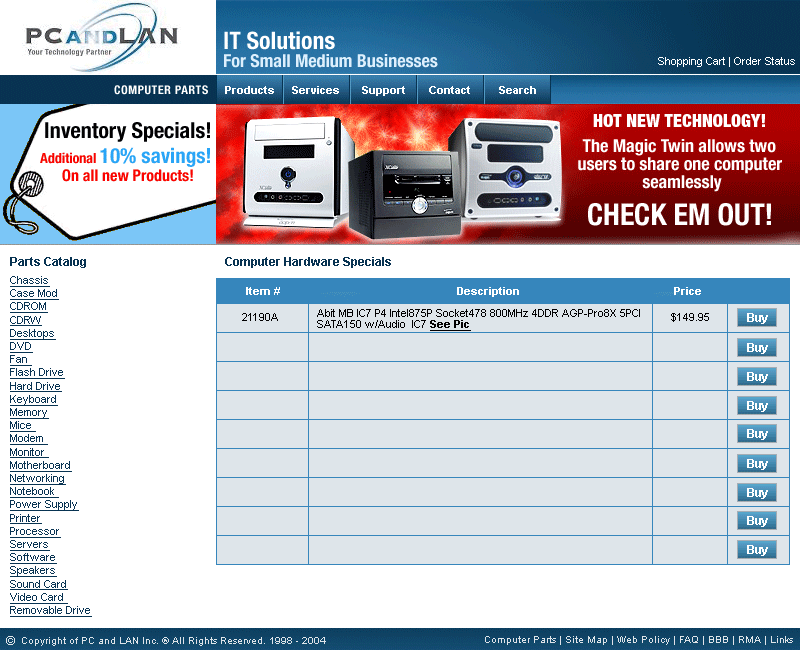 PCANDLAN
Your Technology Partner
IT Solutions
For Small Medium Businesses
Shopping Cart | Order Status
COMPUTER PARTS
Products
Services
Support
Contact
Search
Inventory Specials!
Additional 10% savings!
On all new Products!
HOT NEW TECHNOLOGY!
The Magic Twin allows two
users to share one computer
seamlessly
CHECK EM OUT!
Parts Catalog
Chassis
Case Mod
CDROM
CDRW
Desktops
DVD
Fan
Flash Drive
Hard Drive
Keyboard
Memory
Mice
Modem
Monitor
Motherboard
Networking
Notebook
Power Supply
Printer
Processor
Servers
Software
Speakers
Sound Card
Video Card
Removable Drive
Computer Hardware Specials
Item # Description Price
21190A Abit MB IC7 P4 Intel875P Socket478 800MHz 4DDR AGP-Pro8X 5PCI $149.95 Buy
SATA150 w/Audio IC7 See Pic
Buy
Buy
Buy
Buy
Buy
Buy
Buy
Buy
© Copyright of PC and LAN Inc. ® All Rights Reserved. 1998 - 2004
Computer Parts | Site Map | Web Policy | FAQ | BBB | RMA | Links